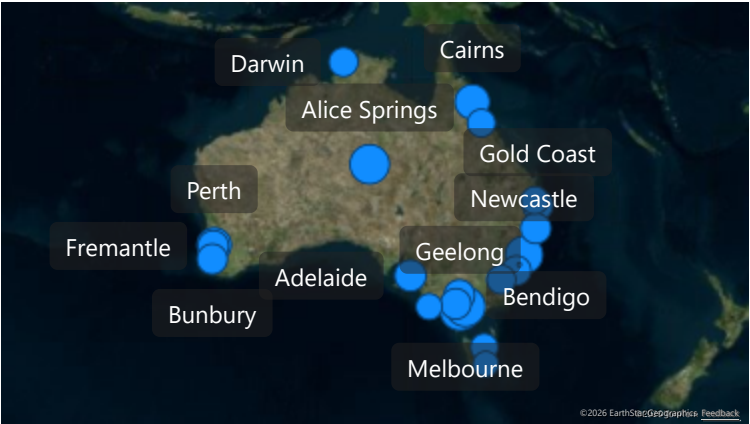 Cairns
Darwin
Alice Springs
Gold Coast
Perth
Newcastle
Fremantle
Geelong
Adelaide
Bendigo
Bunbury
Melbourne
©2026 EarthStar Geographics Feedback